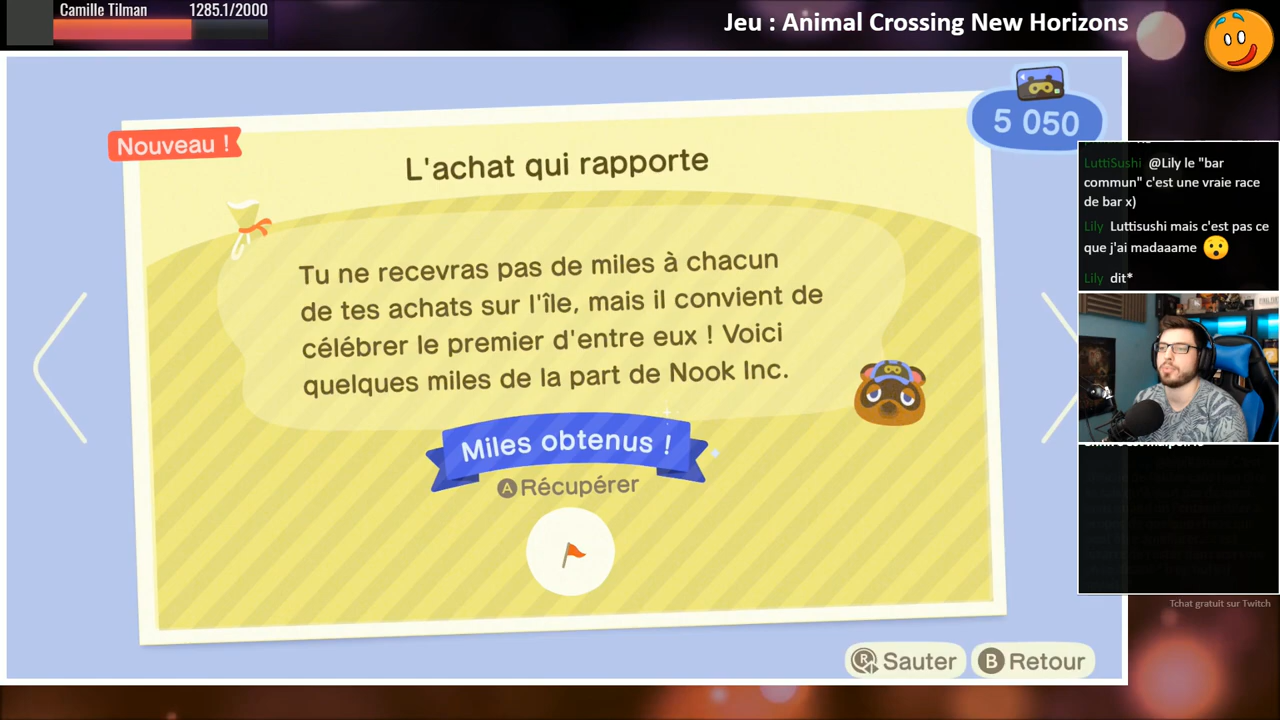 Camille Tilman 1285.1/2000
Jeu : Animal Crossing New Horizons
5 050
Nouveau !
L'achat qui rapporte
Tu ne recevras pas de miles à chacun
de tes achats sur l'île, mais il convient de
célébrer le premier d'entre eux ! Voici
quelques miles de la part de Nook Inc.
Miles obtenus !
A Récupérer
R Sauter
B Retour
LuttiSushi @Lily le "bar
commun" c'est une vraie race
de bar x)
Lily Luttisushi mais c'est pas ce
que j'ai madaaame 😯
Lily dit*
Tchat gratuit sur Twitch